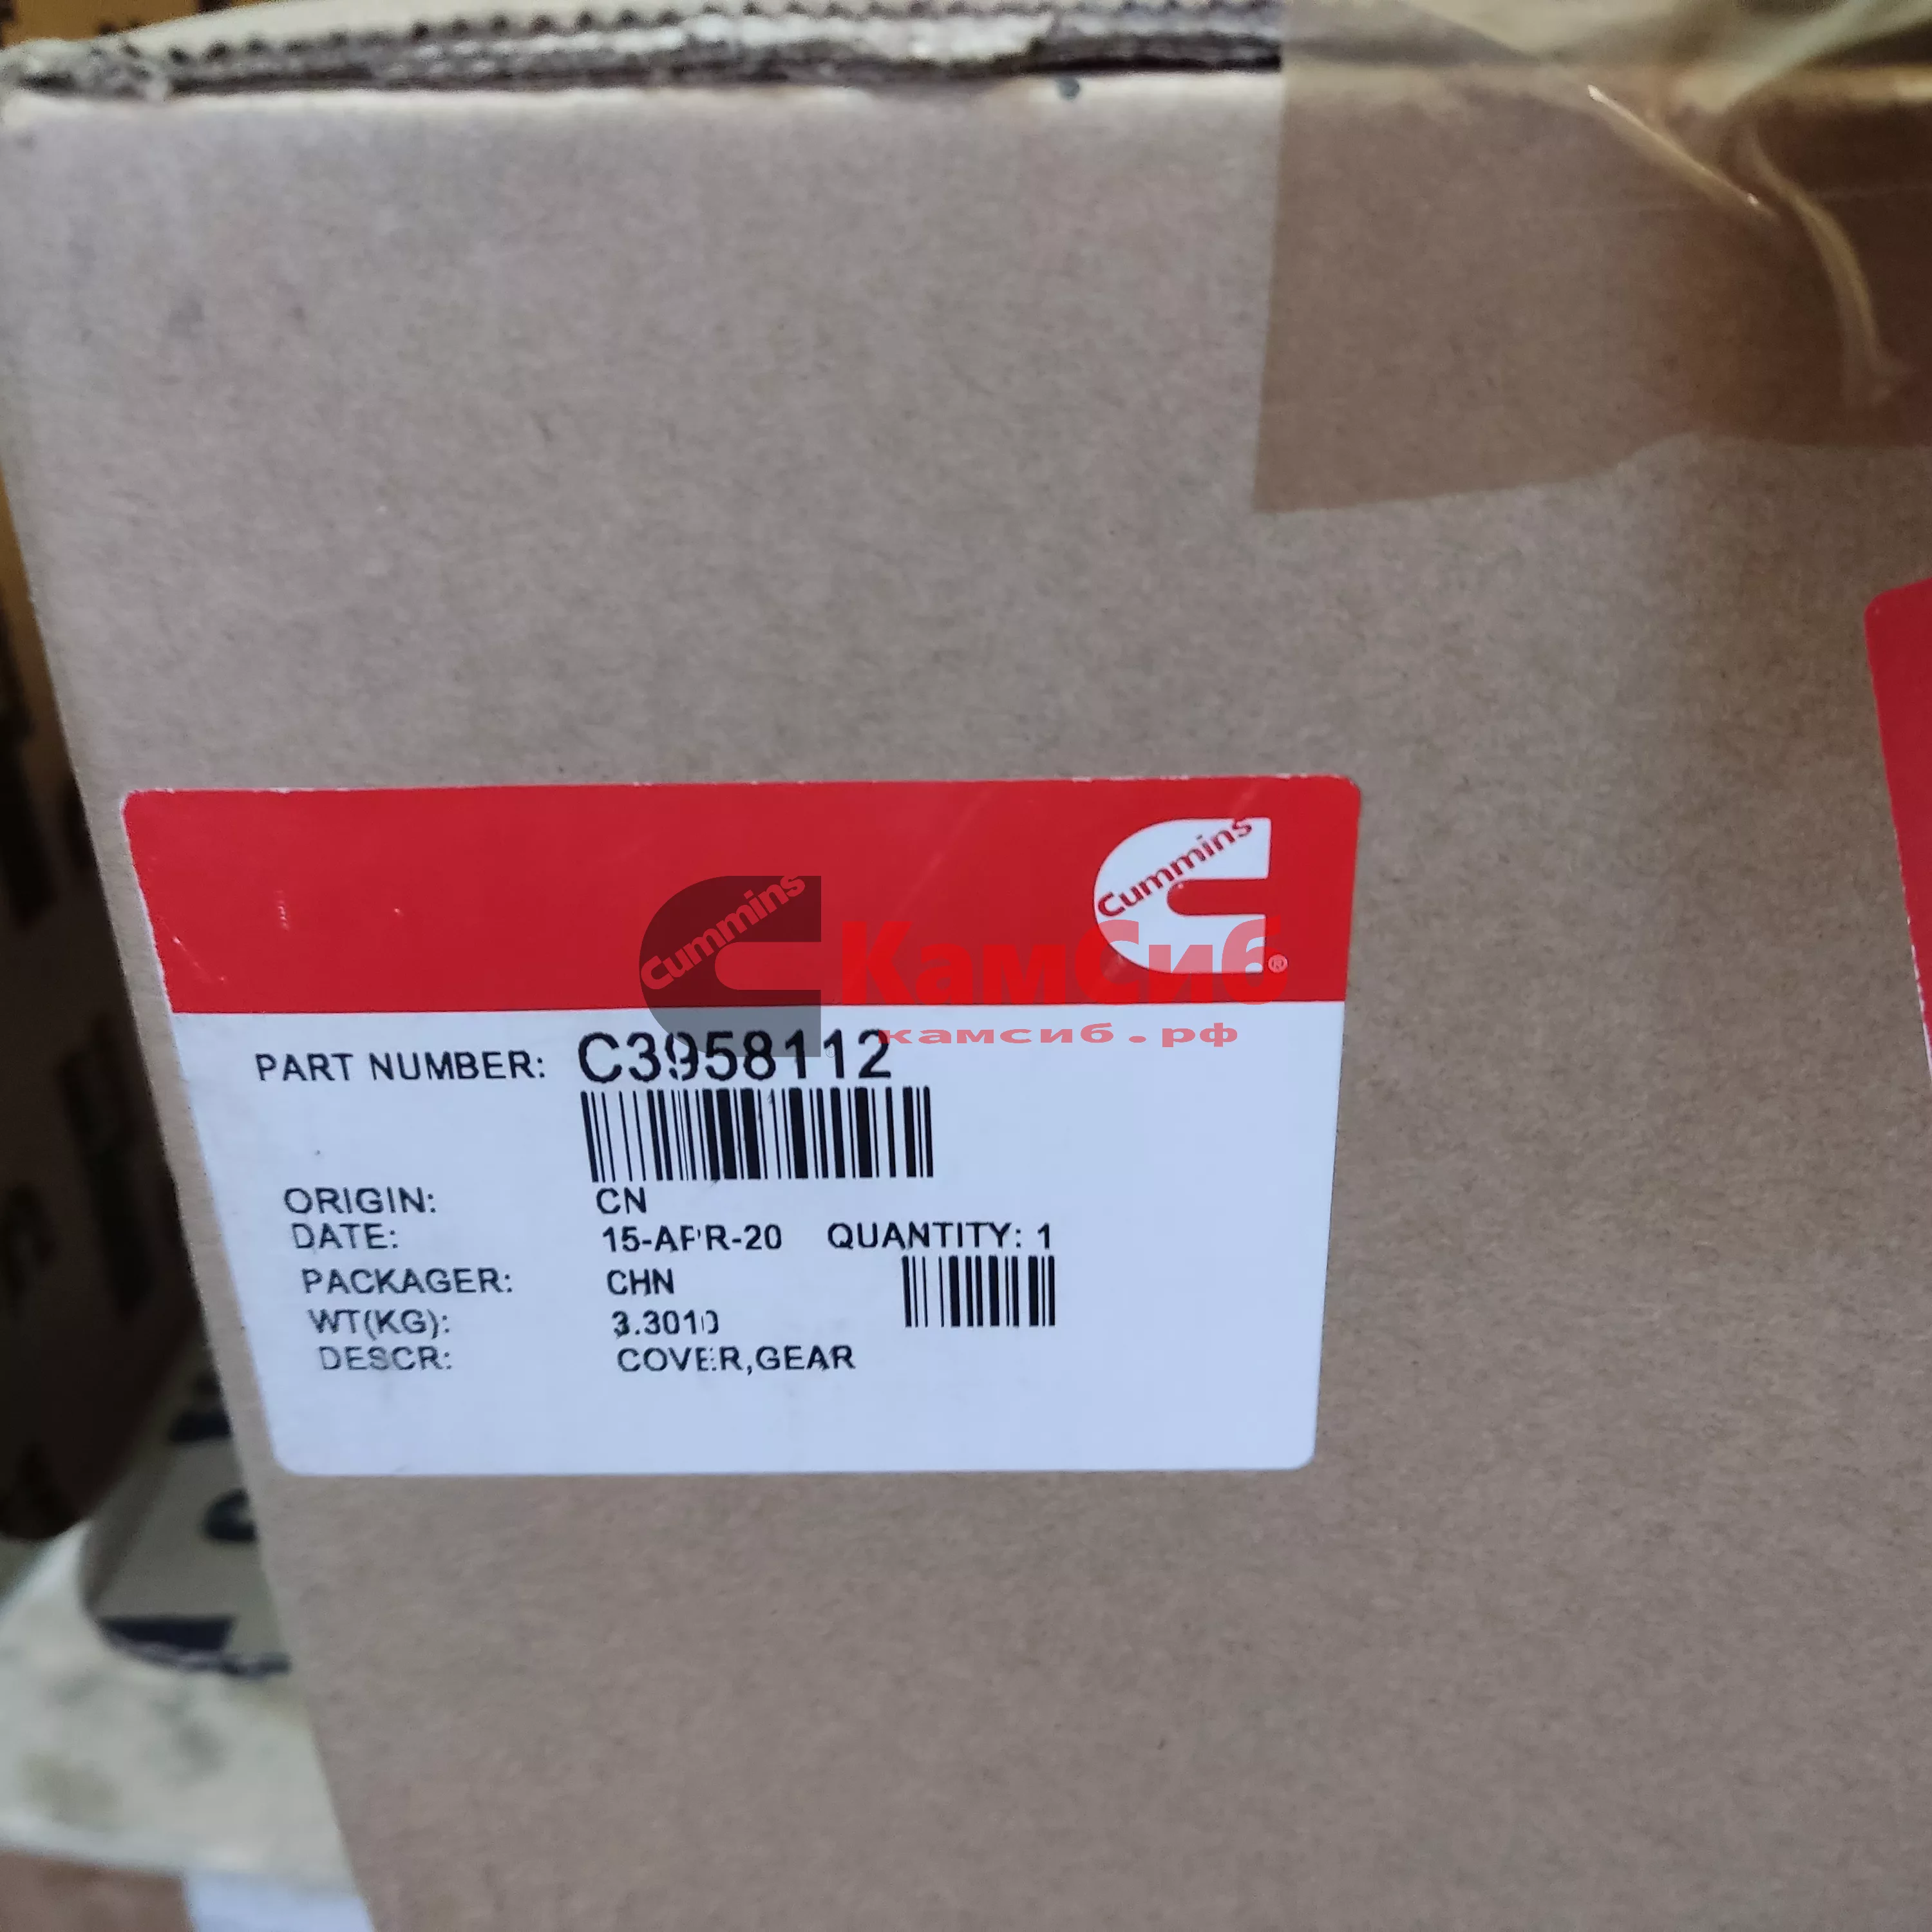 Cummins
Cummins
КамСиб
®
камсиб.рф
PART NUMBER: C3958112
ORIGIN: CN
DATE: 15-APR-20 QUANTITY: 1
PACKAGER: CHN
WT(KG): 3.3010
DESCR: COVER,GEAR